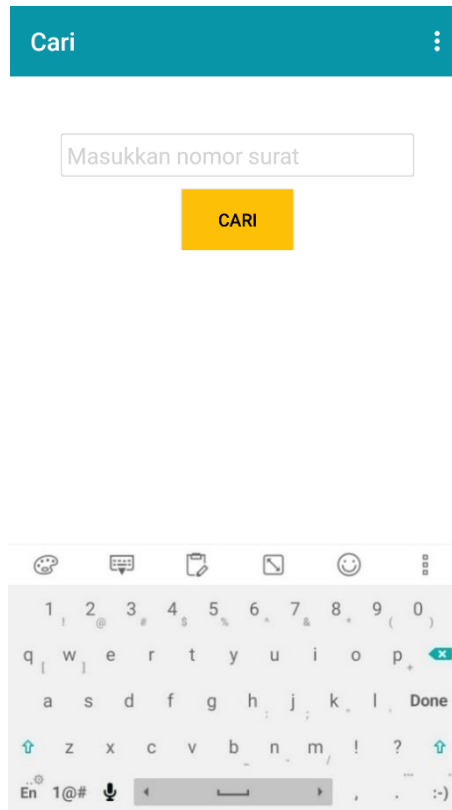 Cari
Masukkan nomor surat
CARI
1 ! 2 @ 3 # 4 $ 5 % 6 ^ 7 & 8 * 9 ( 0 )
q [ w ] e r t y u i o p +
a s d f g h : j ; k l Done
z x c v b _ n - m / ! ?
En 1@# , . :-)